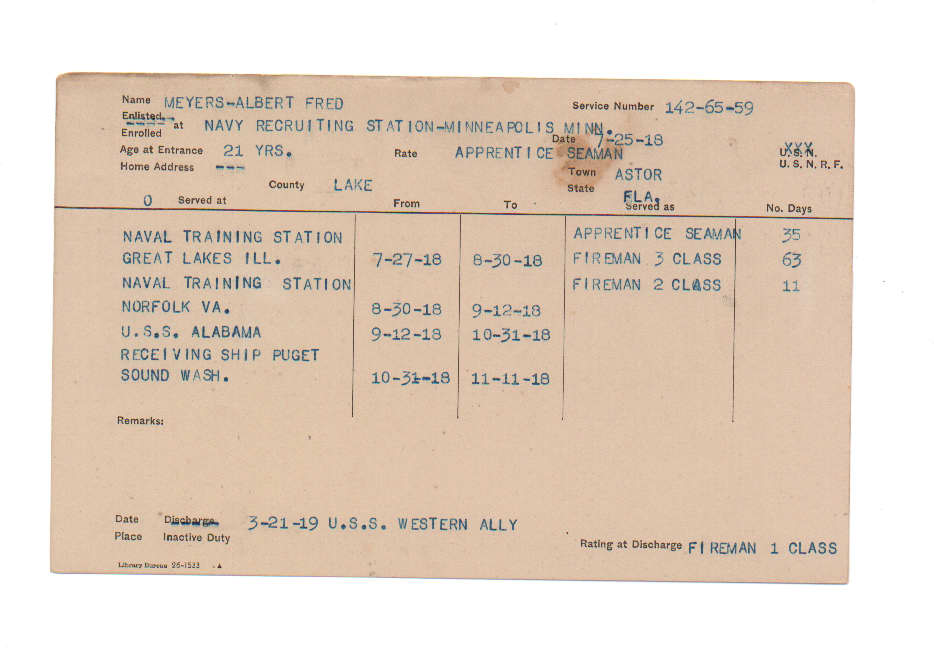 Name MEYERS-ALBERT FRED Service Number 142-65-59
Enlisted
Enrolled at NAVY RECRUITING STATION-MINNEAPOLIS MINN. Date 7-25-18
Age at Entrance 21 YRS. Rate APPRENTICE SEAMAN U.S.N.
Home Address --- Town ASTOR U. S. N. R. F.
County LAKE State FLA.
0 Served at From To Served as No. Days
NAVAL TRAINING STATION APPRENTICE SEAMAN 35
GREAT LAKES ILL. 7-27-18 8-30-18 FIREMAN 3 CLASS 63
NAVAL TRAINING STATION FIREMAN 2 CLASS 11
NORFOLK VA. 8-30-18 9-12-18
U.S.S. ALABAMA 9-12-18 10-31-18
RECEIVING SHIP PUGET
SOUND WASH. 10-31-18 11-11-18
Remarks:
Date Discharge 3-21-19 U.S.S. WESTERN ALLY
Place Inactive Duty
Rating at Discharge FIREMAN 1 CLASS
Library Bureau 26-1533 . A